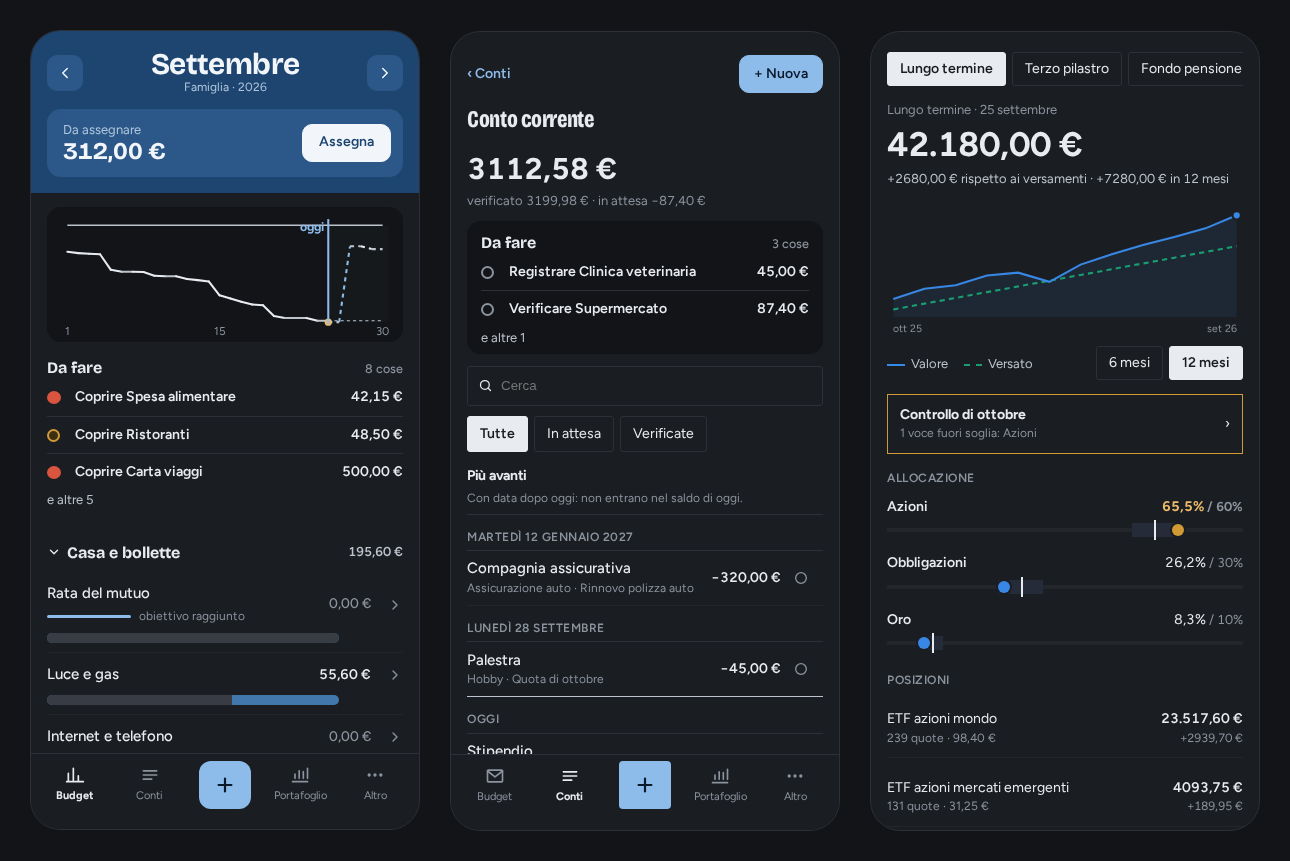 Settembre
Famiglia · 2026
Da assegnare
312,00 €
Assegna
oggi
1 15 30
Da fare 8 cose
Coprire Spesa alimentare 42,15 €
Coprire Ristoranti 48,50 €
Coprire Carta viaggi 500,00 €
e altre 5
Casa e bollette 195,60 €
Rata del mutuo 0,00 €
obiettivo raggiunto
Luce e gas 55,60 €
Internet e telefono 0,00 €
Budget Conti + Portafoglio Altro
‹ Conti + Nuova
Conto corrente
3112,58 €
verificato 3199,98 € · in attesa −87,40 €
Da fare 3 cose
Registrare Clinica veterinaria 45,00 €
Verificare Supermercato 87,40 €
e altre 1
Cerca
Tutte In attesa Verificate
Più avanti
Con data dopo oggi: non entrano nel saldo di oggi.
MARTEDÌ 12 GENNAIO 2027
Compagnia assicurativa −320,00 €
Assicurazione auto · Rinnovo polizza auto
LUNEDÌ 28 SETTEMBRE
Palestra −45,00 €
Hobby · Quota di ottobre
OGGI
Stipendio
Budget Conti + Portafoglio Altro
Lungo termine Terzo pilastro Fondo pensione
Lungo termine · 25 settembre
42.180,00 €
+2680,00 € rispetto ai versamenti · +7280,00 € in 12 mesi
ott 25 set 26
Valore Versato 6 mesi 12 mesi
Controllo di ottobre
1 voce fuori soglia: Azioni ›
ALLOCAZIONE
Azioni 65,5% / 60%
Obbligazioni 26,2% / 30%
Oro 8,3% / 10%
POSIZIONI
ETF azioni mondo 23.517,60 €
239 quote · 98,40 € +2939,70 €
ETF azioni mercati emergenti 4093,75 €
131 quote · 31,25 € +189,95 €